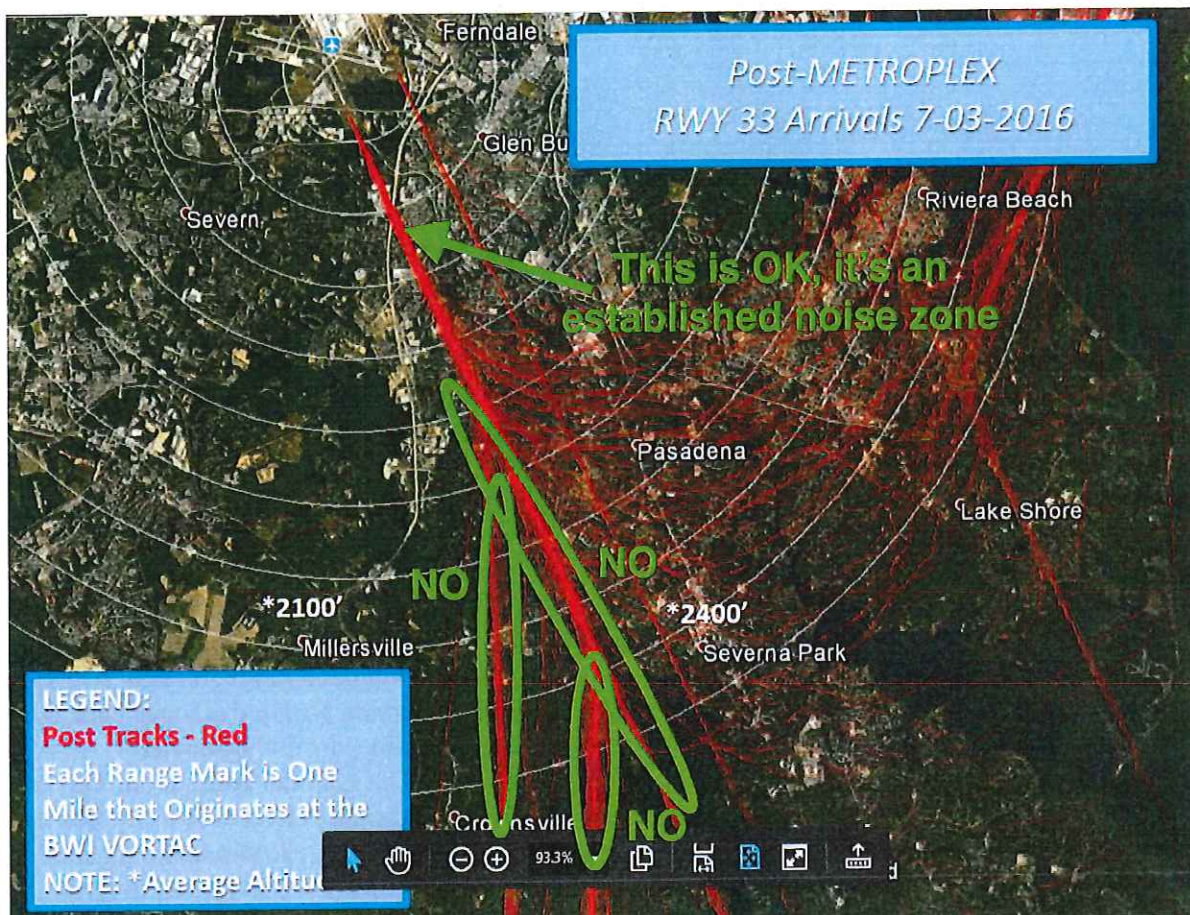 Ferndale
Post-METROPLEX
RWY 33 Arrivals 7-03-2016
Glen Bu
Severn
Riviera Beach
This is OK, it's an
established noise zone
Pasadena
Lake Shore
NO
NO
*2100'
*2400'
Millersville
Severna Park
LEGEND:
Post Tracks - Red
Each Range Mark is One
Mile that Originates at the
BWI VORTAC
NOTE: *Average Altitud
Crownsville
NO
93.3%
d